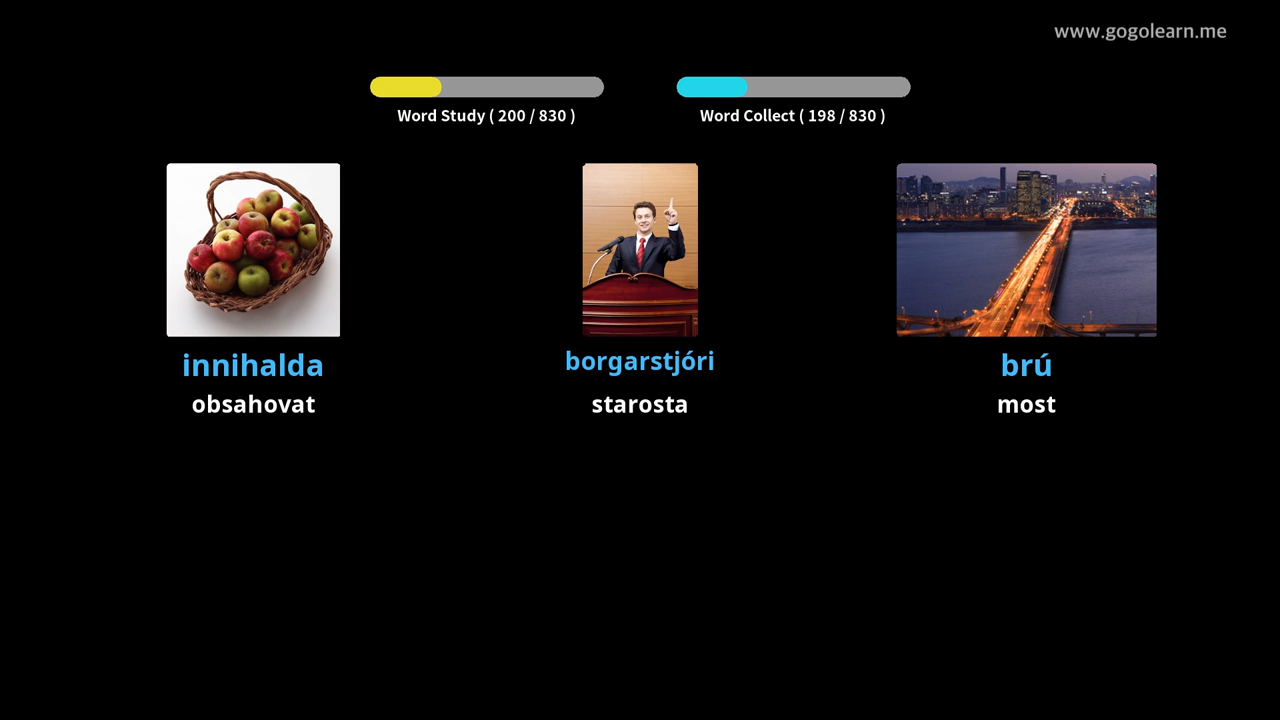 www.gogolearn.me
Word Study ( 200 / 830 )
Word Collect ( 198 / 830 )
innihalda
obsahovat
borgarstjóri
starosta
brú
most